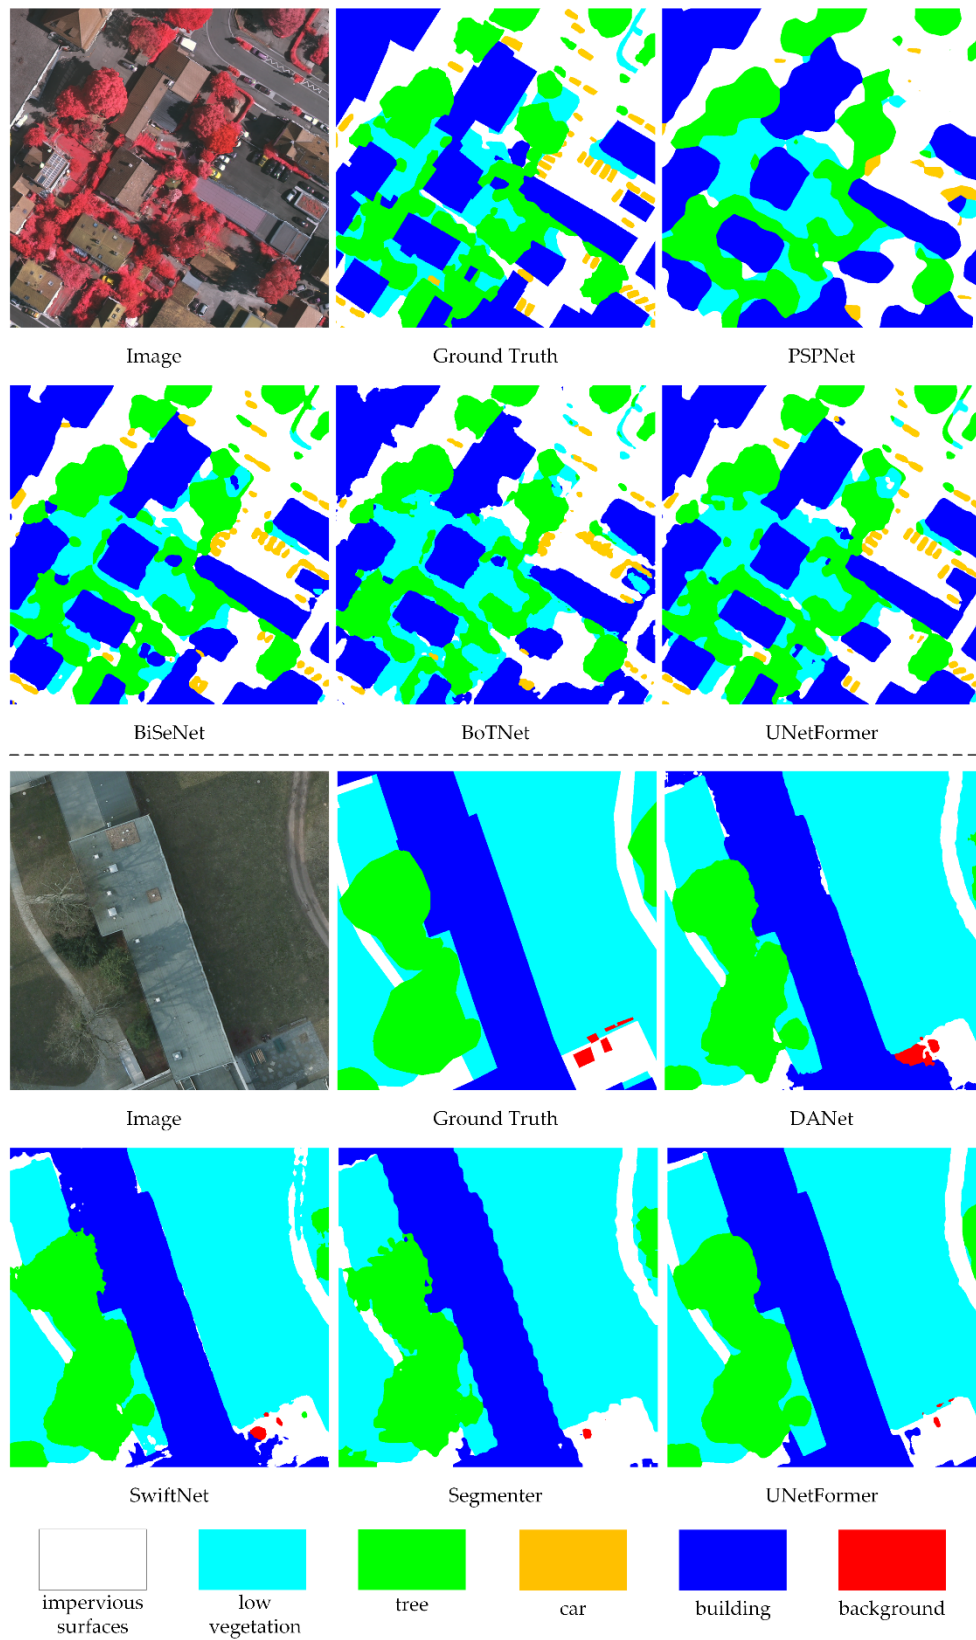 Image
Ground Truth
PSPNet
BiSeNet
BoTNet
UNetFormer
Image
Ground Truth
DANet
SwiftNet
Segmenter
UNetFormer
impervious
surfaces
low
vegetation
tree
car
building
background